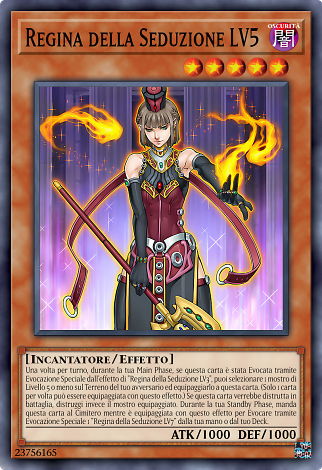 Regina della Seduzione LV5
OSCURITÀ
闇
[Incantatore/Effetto]
Una volta per turno, durante la tua Main Phase, se questa carta è stata Evocata tramite
Evocazione Speciale dall'effetto di "Regina della Seduzione LV3", puoi selezionare 1 mostro di
Livello 5 o meno sul Terreno del tuo avversario ed equipaggiarlo a questa carta. (Solo 1 carta
per volta può essere equipaggiata con questo effetto.) Se questa carta verrebbe distrutta in
battaglia, distruggi invece il mostro equipaggiato. Durante la tua Standby Phase, manda
questa carta al Cimitero mentre è equipaggiata con questo effetto per Evocare tramite
Evocazione Speciale 1 "Regina della Seduzione LV7" dalla tua mano o dal tuo Deck.
ATK/1000 DEF/1000
23756165